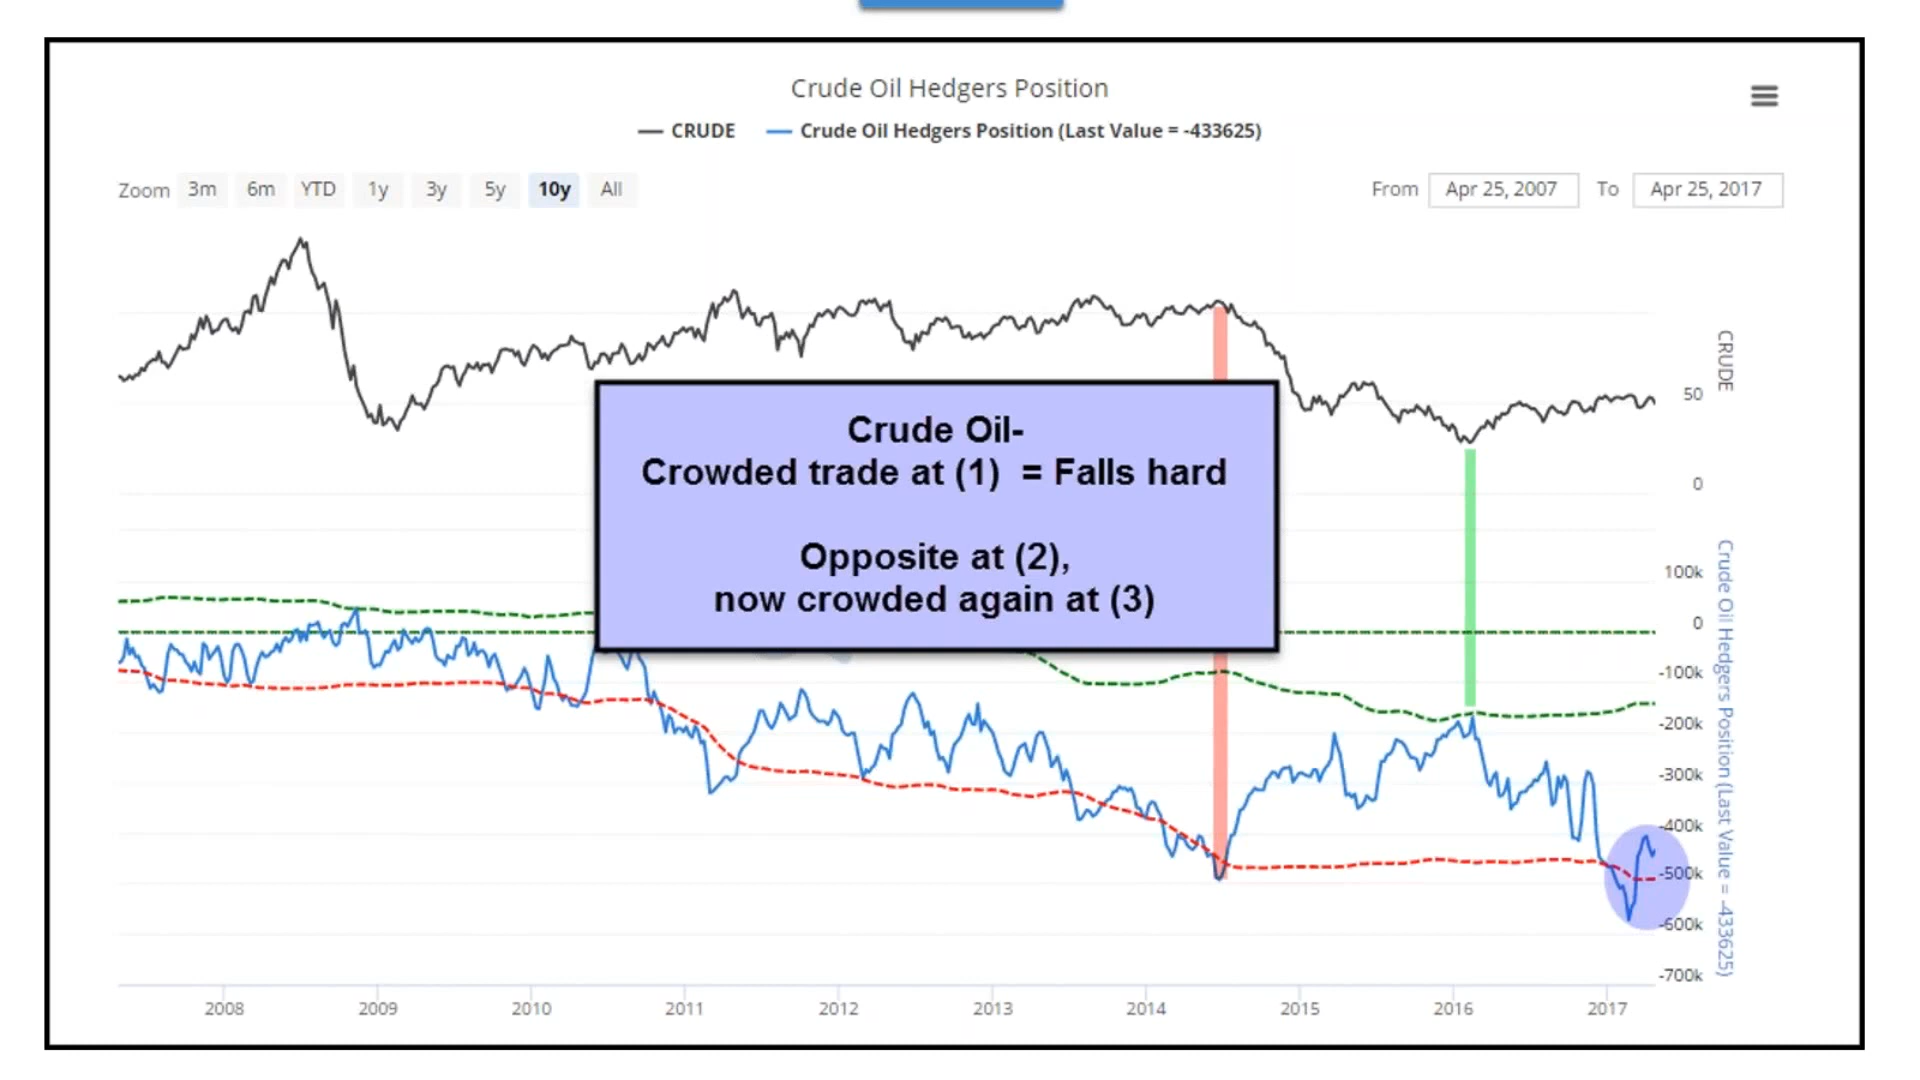 Crude Oil Hedgers Position
CRUDE
Crude Oil Hedgers Position (Last Value = -433625)
Zoom 3m 6m YTD 1y 3y 5y 10y All
From Apr 25, 2007 To Apr 25, 2017
CRUDE
50
0
Crude Oil-
Crowded trade at (1) = Falls hard
Opposite at (2),
now crowded again at (3)
Crude Oil Hedgers Position (Last Value = -433625)
100k
0
-100k
-200k
-300k
-400k
-500k
-600k
-700k
2008 2009 2010 2011 2012 2013 2014 2015 2016 2017